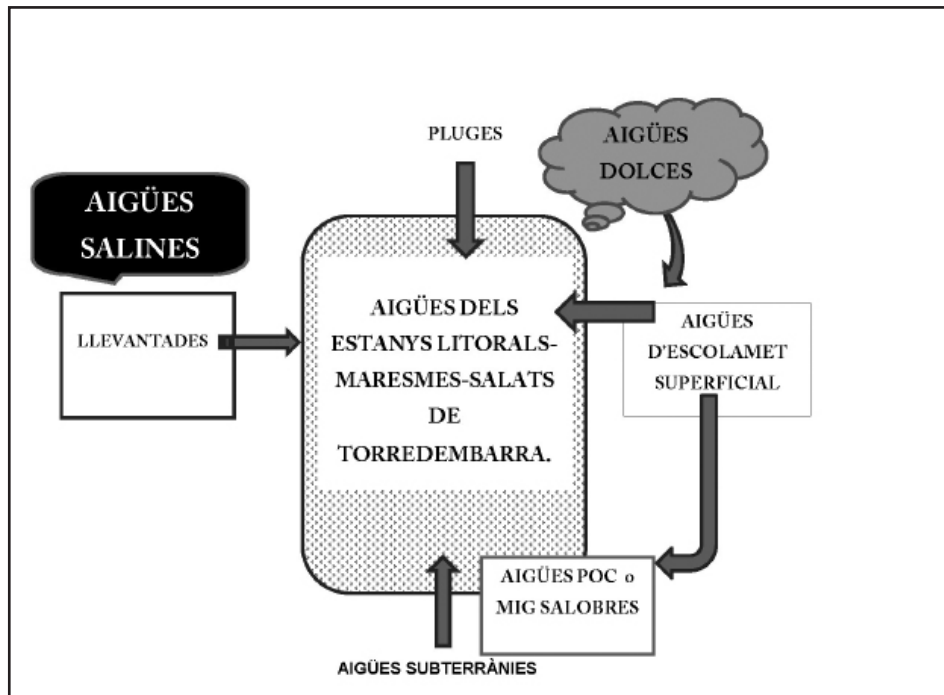 PLUGES
AIGÜES
DOLCES
AIGÜES
SALINES
LLEVANTADES
AIGÜES DELS
ESTANYS LITORALS-
MARESMES-SALATS
DE
TORREDEMBARRA.
AIGÜES
D'ESCOLAMET
SUPERFICIAL
AIGÜES POC o
MIG SALOBRES
AIGÜES SUBTERRÀNIES